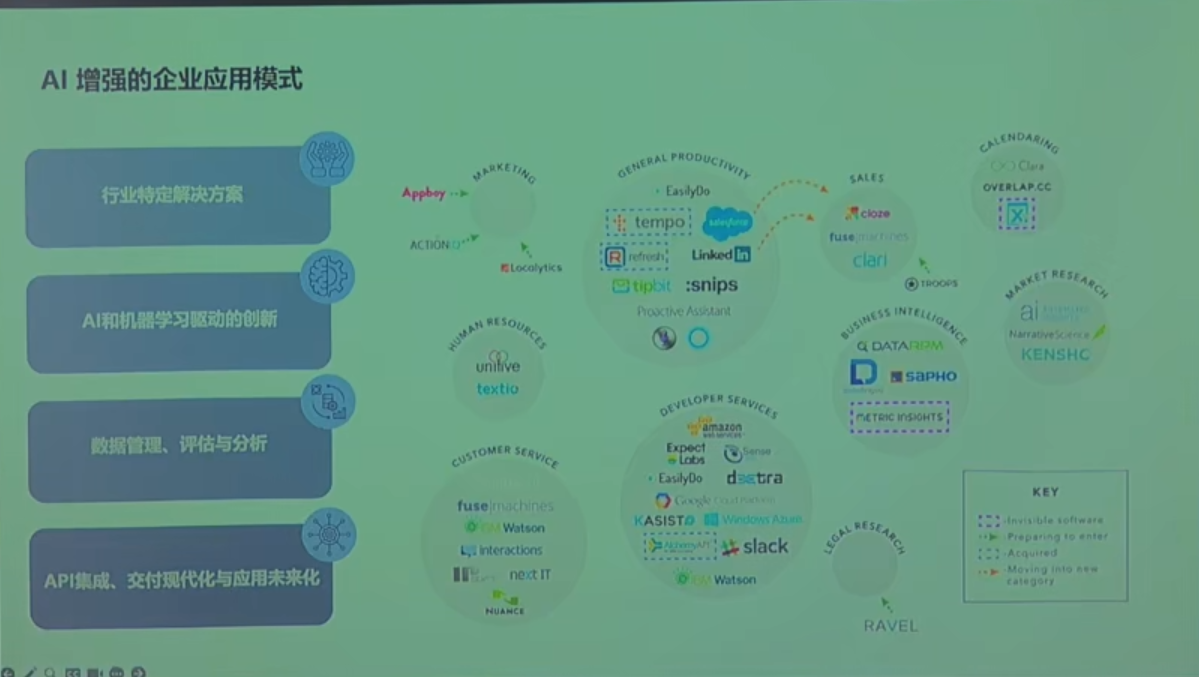 AI 增强的企业应用模式
行业特定解决方案
AI和机器学习驱动的创新
数据管理、评估与分析
API集成、交付现代化与应用未来化
MARKETING
Appboy
ACTION
Localytics
GENERAL PRODUCTIVITY
EasilyDo
tempo
salesforce
refresh
LinkedIn
tipbit
:snips
Proactive Assistant
SALES
cloze
fuse|machines
clari
TROOPS
CALENDARING
Clara
OVERLAP.CC
X
MARKET RESEARCH
ai
NarrativeScience
KENSHO
HUMAN RESOURCES
unitive
textio
BUSINESS INTELLIGENCE
DATARPM
SAPHO
METRIC INSIGHTS
DEVELOPER SERVICES
amazon
web services
Expect
Labs
Sense
EasilyDo
Google Cloud Platform
KASISTO
Windows Azure
AlchemyAPI
slack
IBM Watson
CUSTOMER SERVICE
fuse|machines
IBM Watson
interactions
next IT
NUANCE
LEGAL RESEARCH
RAVEL
KEY
-Invisible software
-Preparing to enter
-Acquired
-Moving into new
category